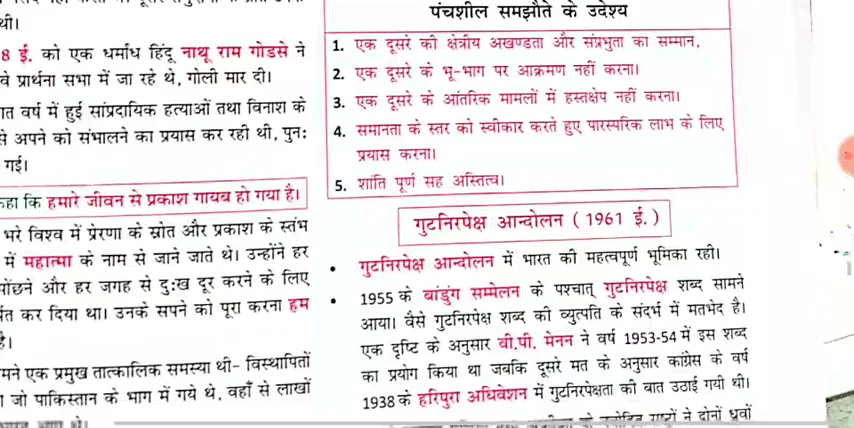 थी।
8 ई. को एक धर्मांध हिंदू नाथू राम गोडसे ने
वे प्रार्थना सभा में जा रहे थे, गोली मार दी।
गत वर्ष में हुई सांप्रदायिक हत्याओं तथा विनाश के
से अपने को संभालने का प्रयास कर रही थी, पुनः
गई।
कहा कि हमारे जीवन से प्रकाश गायब हो गया है।
भरे विश्व में प्रेरणा के स्रोत और प्रकाश के स्तंभ
में महात्मा के नाम से जाने जाते थे। उन्होंने हर
पोंछने और हर जगह से दुःख दूर करने के लिए
कर दिया था। उनके सपने को पूरा करना हम
है।
मने एक प्रमुख तात्कालिक समस्या थी- विस्थापितों
जो पाकिस्तान के भाग में गये थे, वहाँ से लाखों
पंचशील समझौते के उदेश्य
1. एक दूसरे की क्षेत्रीय अखण्डता और संप्रभुता का सम्मान,
2. एक दूसरे के भू-भाग पर आक्रमण नहीं करना।
3. एक दूसरे के आंतरिक मामलों में हस्तक्षेप नहीं करना।
4. समानता के स्तर को स्वीकार करते हुए पारस्परिक लाभ के लिए
प्रयास करना।
5. शांति पूर्ण सह अस्तित्व।
गुटनिरपेक्ष आन्दोलन ( 1961 ई. )
• गुटनिरपेक्ष आन्दोलन में भारत की महत्वपूर्ण भूमिका रही।
• 1955 के बांडुंग सम्मेलन के पश्चात् गुटनिरपेक्ष शब्द सामने
आया। वैसे गुटनिरपेक्ष शब्द की व्युत्पति के संदर्भ में मतभेद है।
एक दृष्टि के अनुसार वी.पी. मेनन ने वर्ष 1953-54 में इस शब्द
का प्रयोग किया था जबकि दूसरे मत के अनुसार कांग्रेस के वर्ष
1938 के हरिपुरा अधिवेशन में गुटनिरपेक्षता की बात उठाई गयी थी।
ने दोनों ध्रुवों